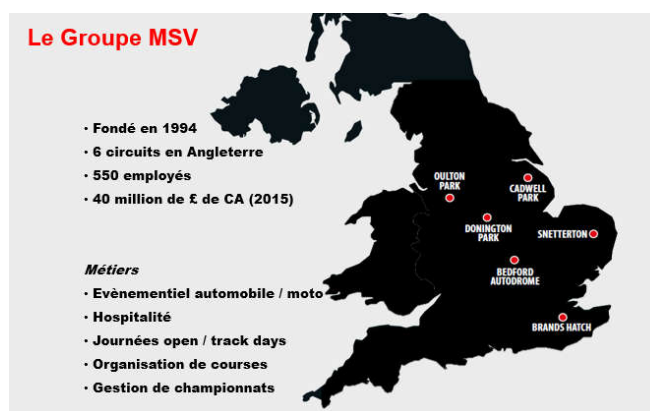 Le Groupe MSV
· Fondé en 1994
· 6 circuits en Angleterre
· 550 employés
· 40 million de £ de CA (2015)
Métiers
· Evènementiel automobile / moto
· Hospitalité
· Journées open / track days
· Organisation de courses
· Gestion de championnats
OULTON
PARK
CADWELL
PARK
DONINGTON
PARK
SNETTERTON
BEDFORD
AUTODROME
BRANDS HATCH